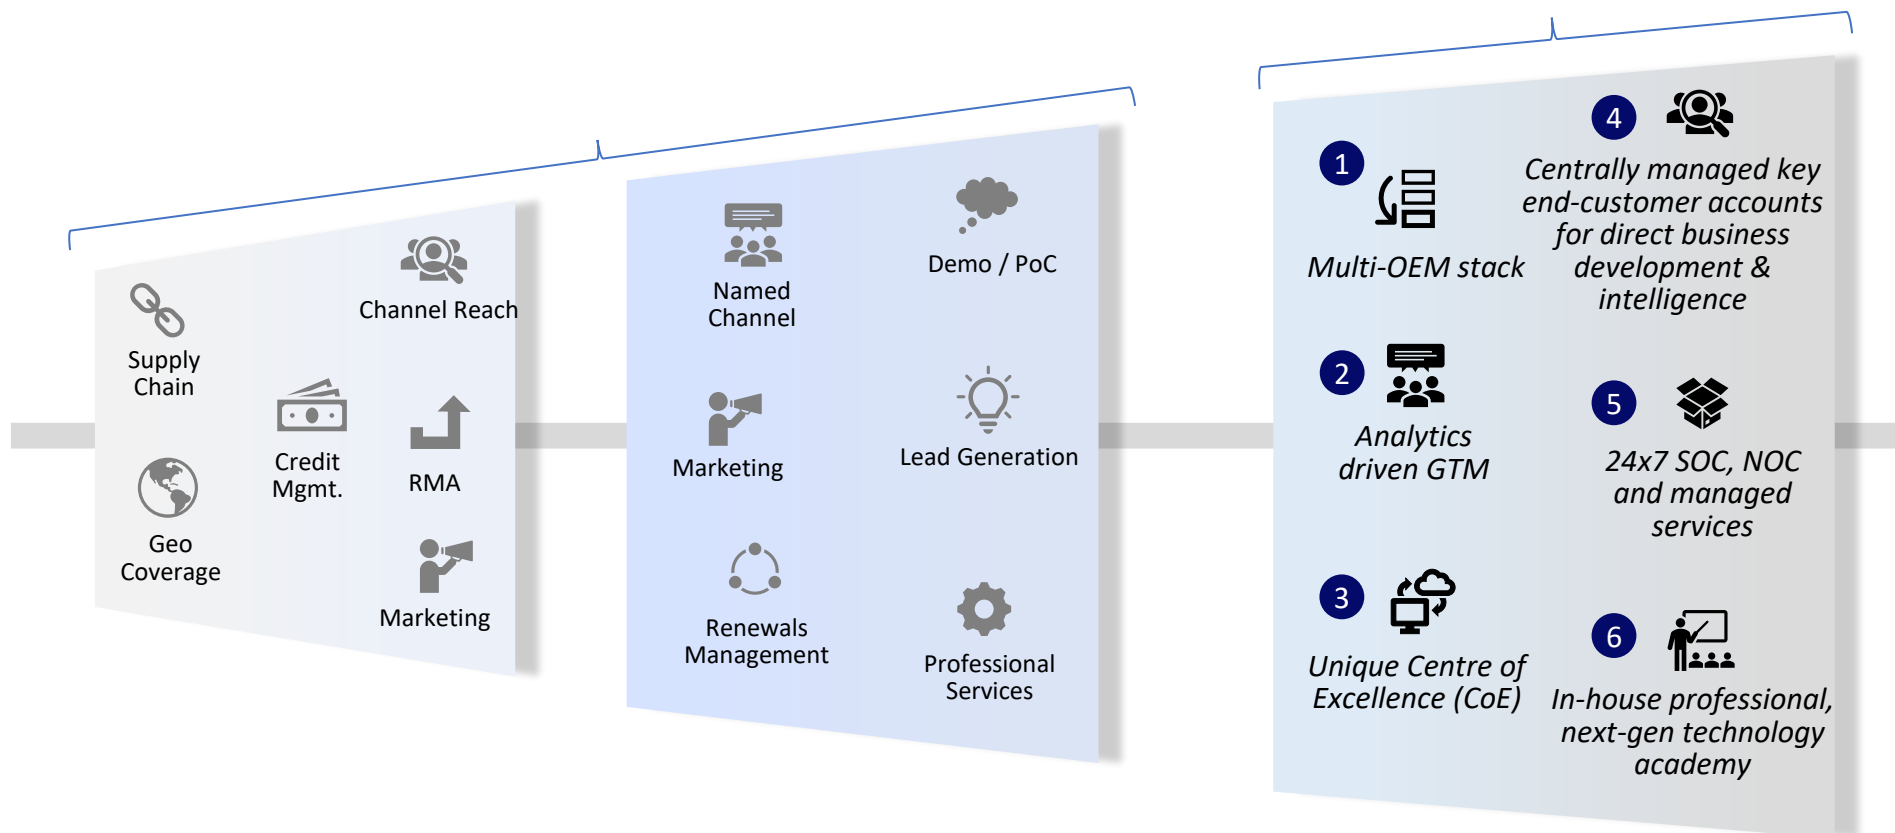 Supply
Chain
Geo
Coverage
Credit
Mgmt.
Channel Reach
RMA
Marketing
Named
Channel
Marketing
Renewals
Management
Demo / PoC
Lead Generation
Professional
Services
1
Multi-OEM stack
2
Analytics
driven GTM
3
Unique Centre of
Excellence (CoE)
4
Centrally managed key
end-customer accounts
for direct business
development &
intelligence
5
24x7 SOC, NOC
and managed
services
6
In-house professional,
next-gen technology
academy